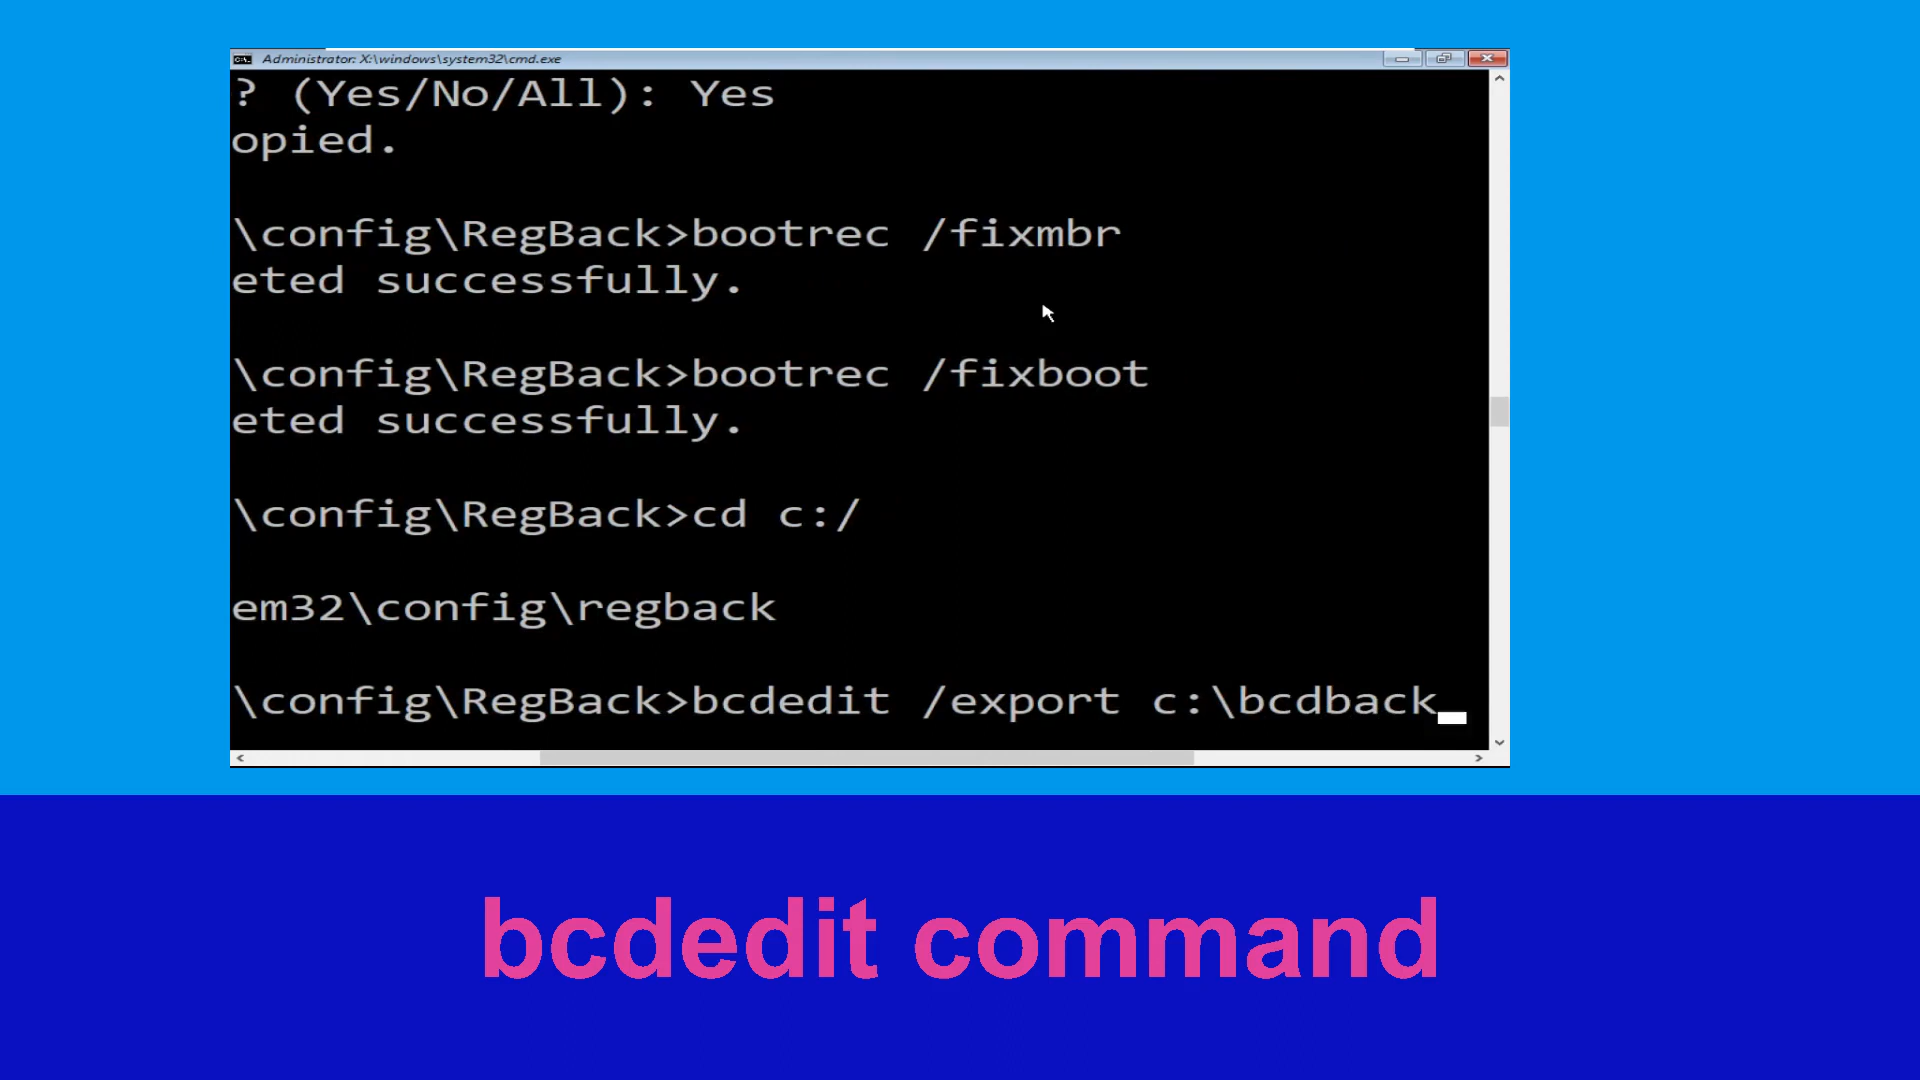 Administrator: X:\windows\system32\cmd.exe
? (Yes/No/All): Yes
opied.
\config\RegBack>bootrec /fixmbr
eted successfully.
\config\RegBack>bootrec /fixboot
eted successfully.
\config\RegBack>cd c:/
em32\config\regback
\config\RegBack>bcdedit /export c:\bcdback
bcdedit command